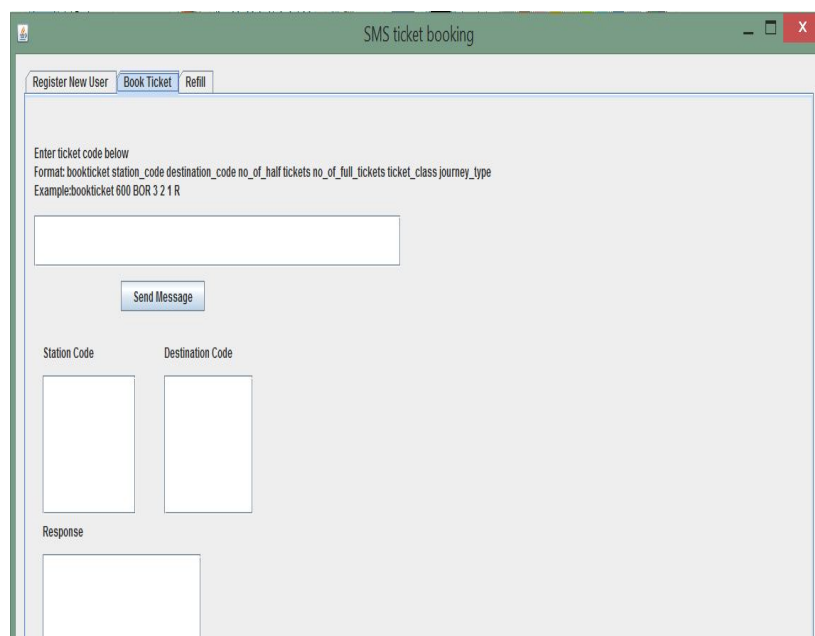 SMS ticket booking
X
Register New User Book Ticket Refill
Enter ticket code below
Format: bookticket station_code destination_code no_of_half tickets no_of_full_tickets ticket_class journey_type
Example:bookticket 600 BOR 3 2 1 R
Send Message
Station Code Destination Code
Response